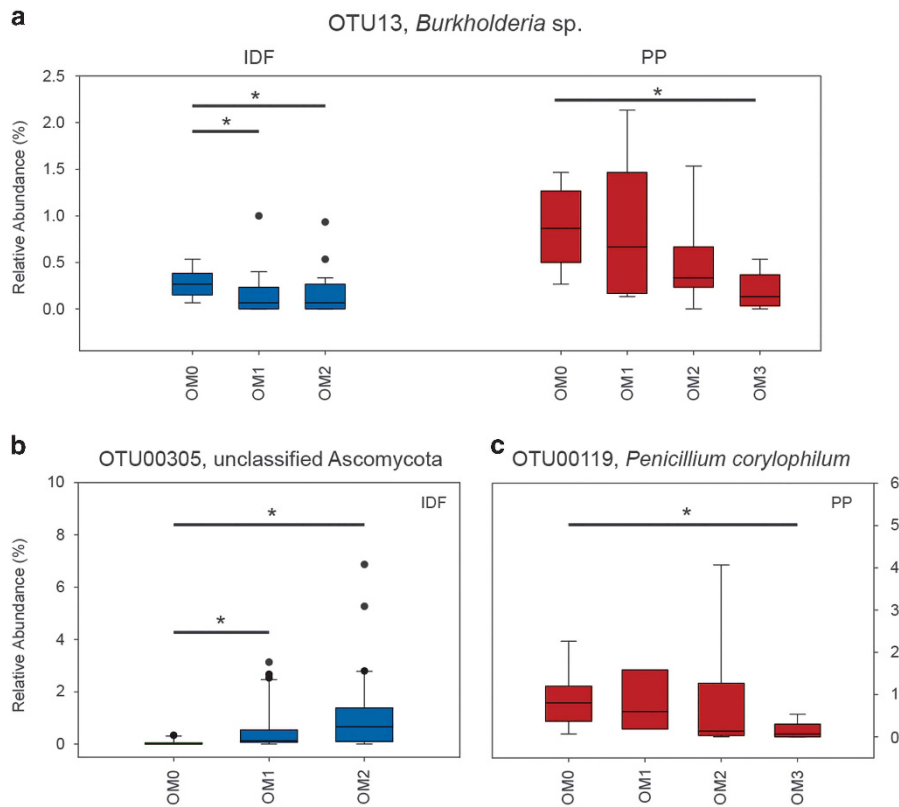 a
OTU13, Burkholderia sp.
IDF
PP
Relative Abundance (%)
2.5
2.0
1.5
1.0
0.5
0.0
*
*
*
OM0
OM1
OM2
OM0
OM1
OM2
OM3
b
OTU00305, unclassified Ascomycota
IDF
Relative Abundance (%)
10
8
6
4
2
0
*
*
OM0
OM1
OM2
c
OTU00119, Penicillium corylophilum
PP
*
6
5
4
3
2
1
0
OM0
OM1
OM2
OM3